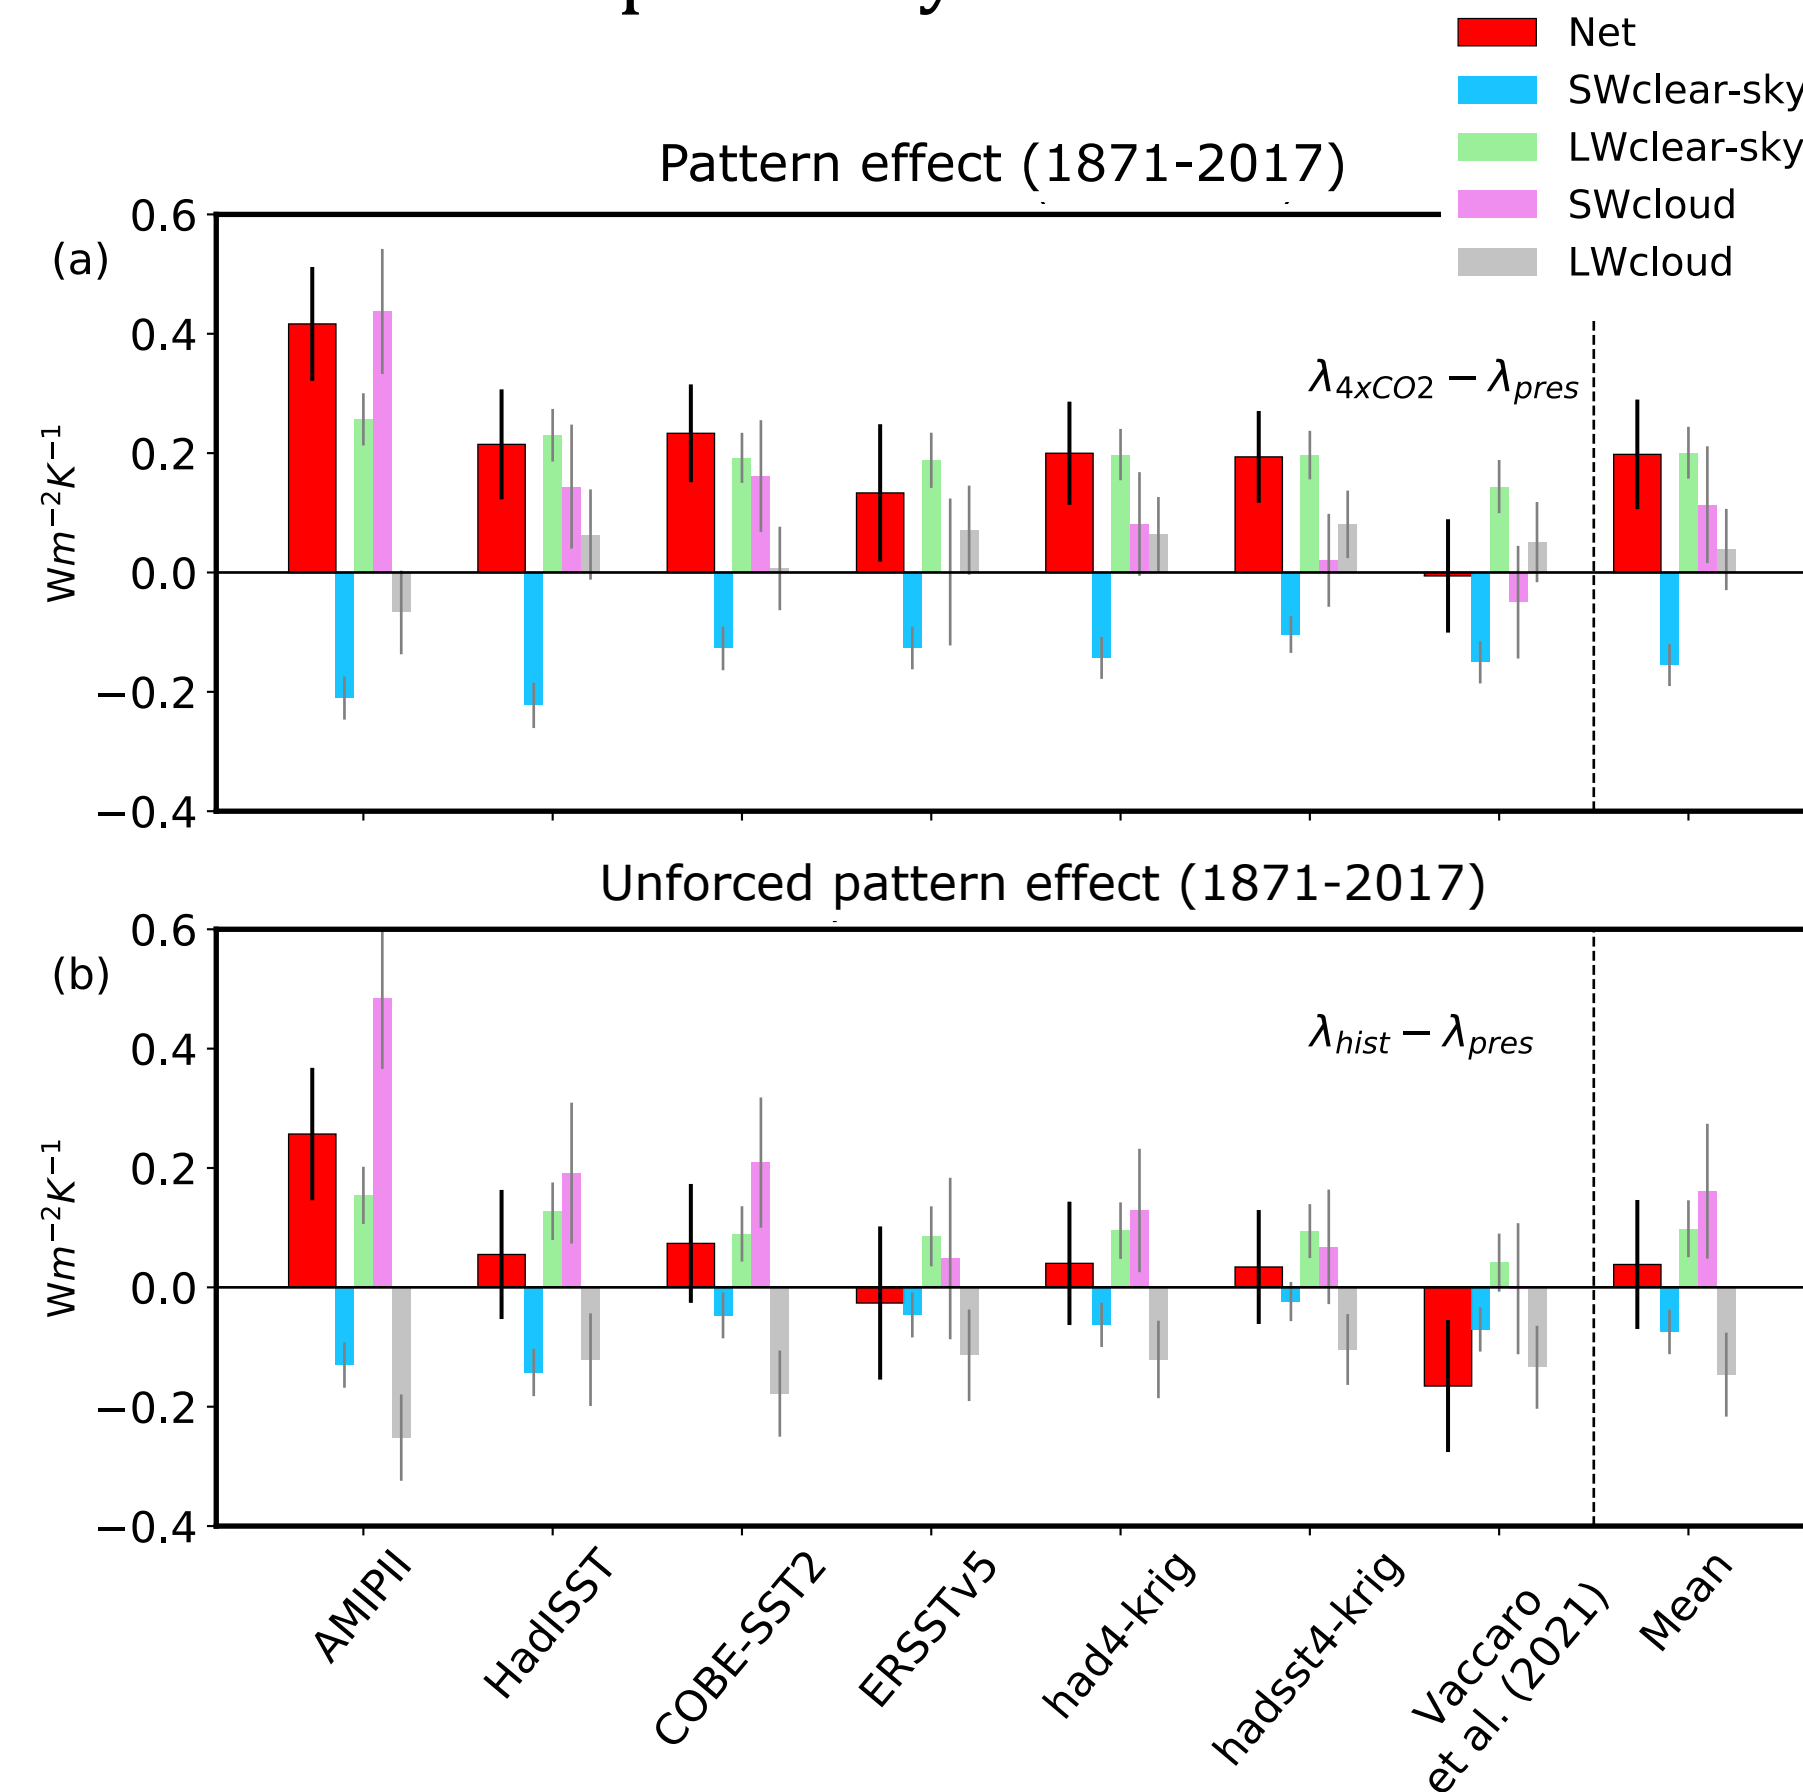 Net
SWclear-sky
LWclear-sky
SWcloud
LWcloud
Pattern effect (1871-2017)
(a)
0.6
0.4
0.2
0.0
−0.2
−0.4
Wm⁻²K⁻¹
λ4xCO2 − λpres
Unforced pattern effect (1871-2017)
(b)
0.6
0.4
0.2
0.0
−0.2
−0.4
Wm⁻²K⁻¹
λhist − λpres
AMIPII
HadISST
COBE-SST2
ERSSTv5
had4-krig
hadsst4-krig
Vaccaro
et al. (2021)
Mean